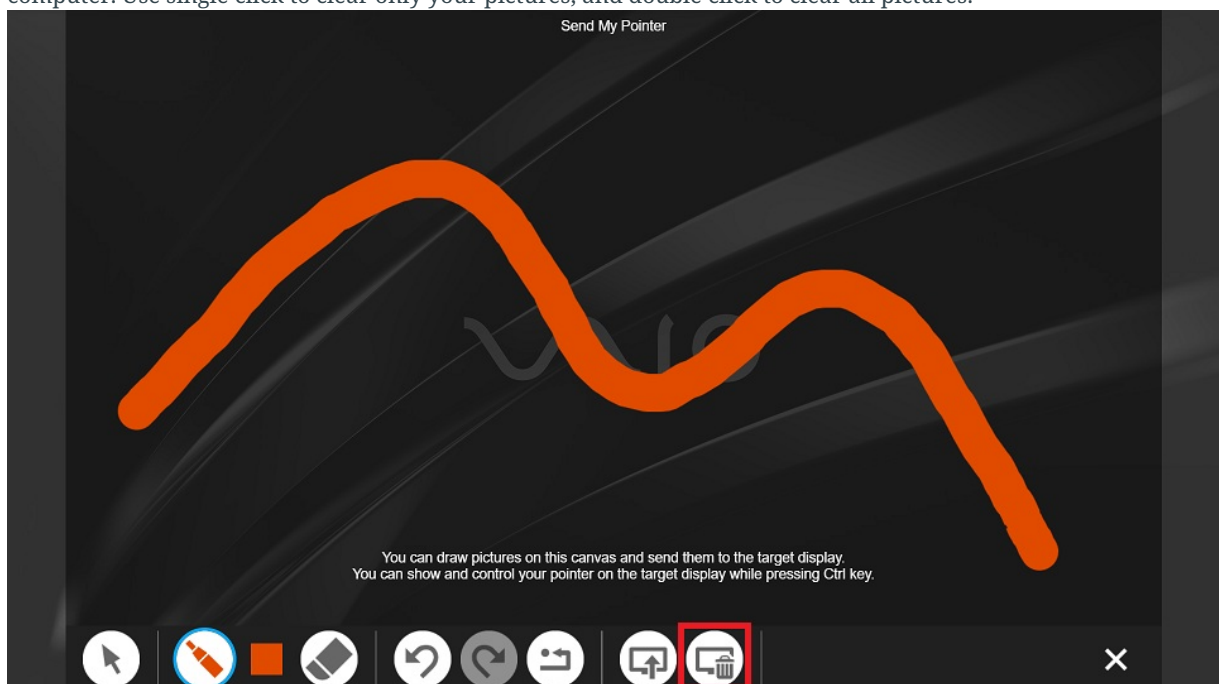 computer. Use single click to clear only your pictures, and double click to clear all pictures.
Send My Pointer
VAIO
You can draw pictures on this canvas and send them to the target display.
You can show and control your pointer on the target display while pressing Ctrl key.